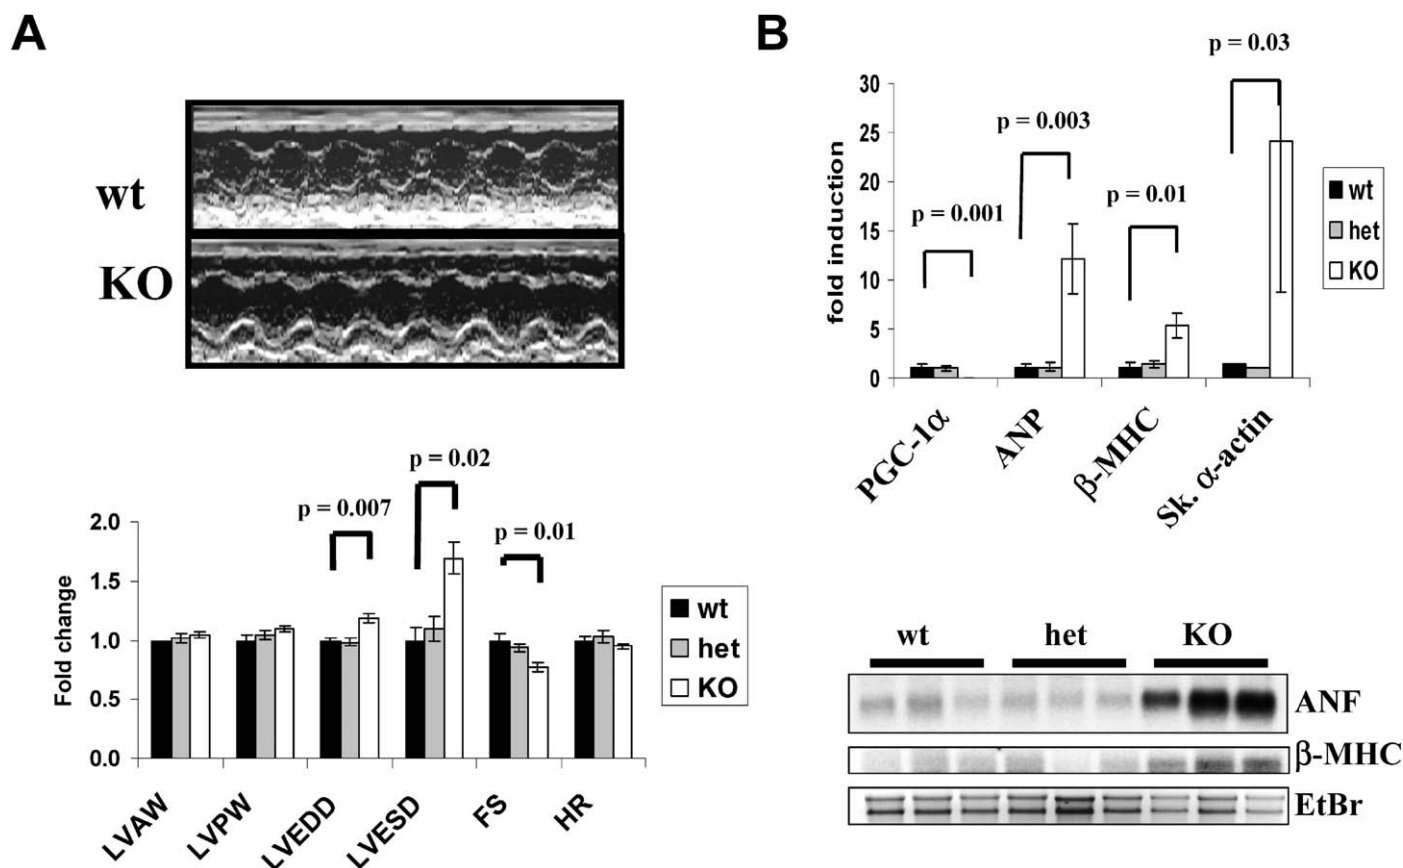 A
wt
KO
p = 0.02
p = 0.007
p = 0.01
2.0
1.5
1.0
0.5
0.0
Fold change
LVAW
LVPW
LVEDD
LVESD
FS
HR
wt
het
KO
B
p = 0.03
p = 0.003
p = 0.01
p = 0.001
30
25
20
15
10
5
0
fold induction
PGC-1α
ANP
β-MHC
Sk. α-actin
wt
het
KO
wt het KO
ANF
β-MHC
EtBr